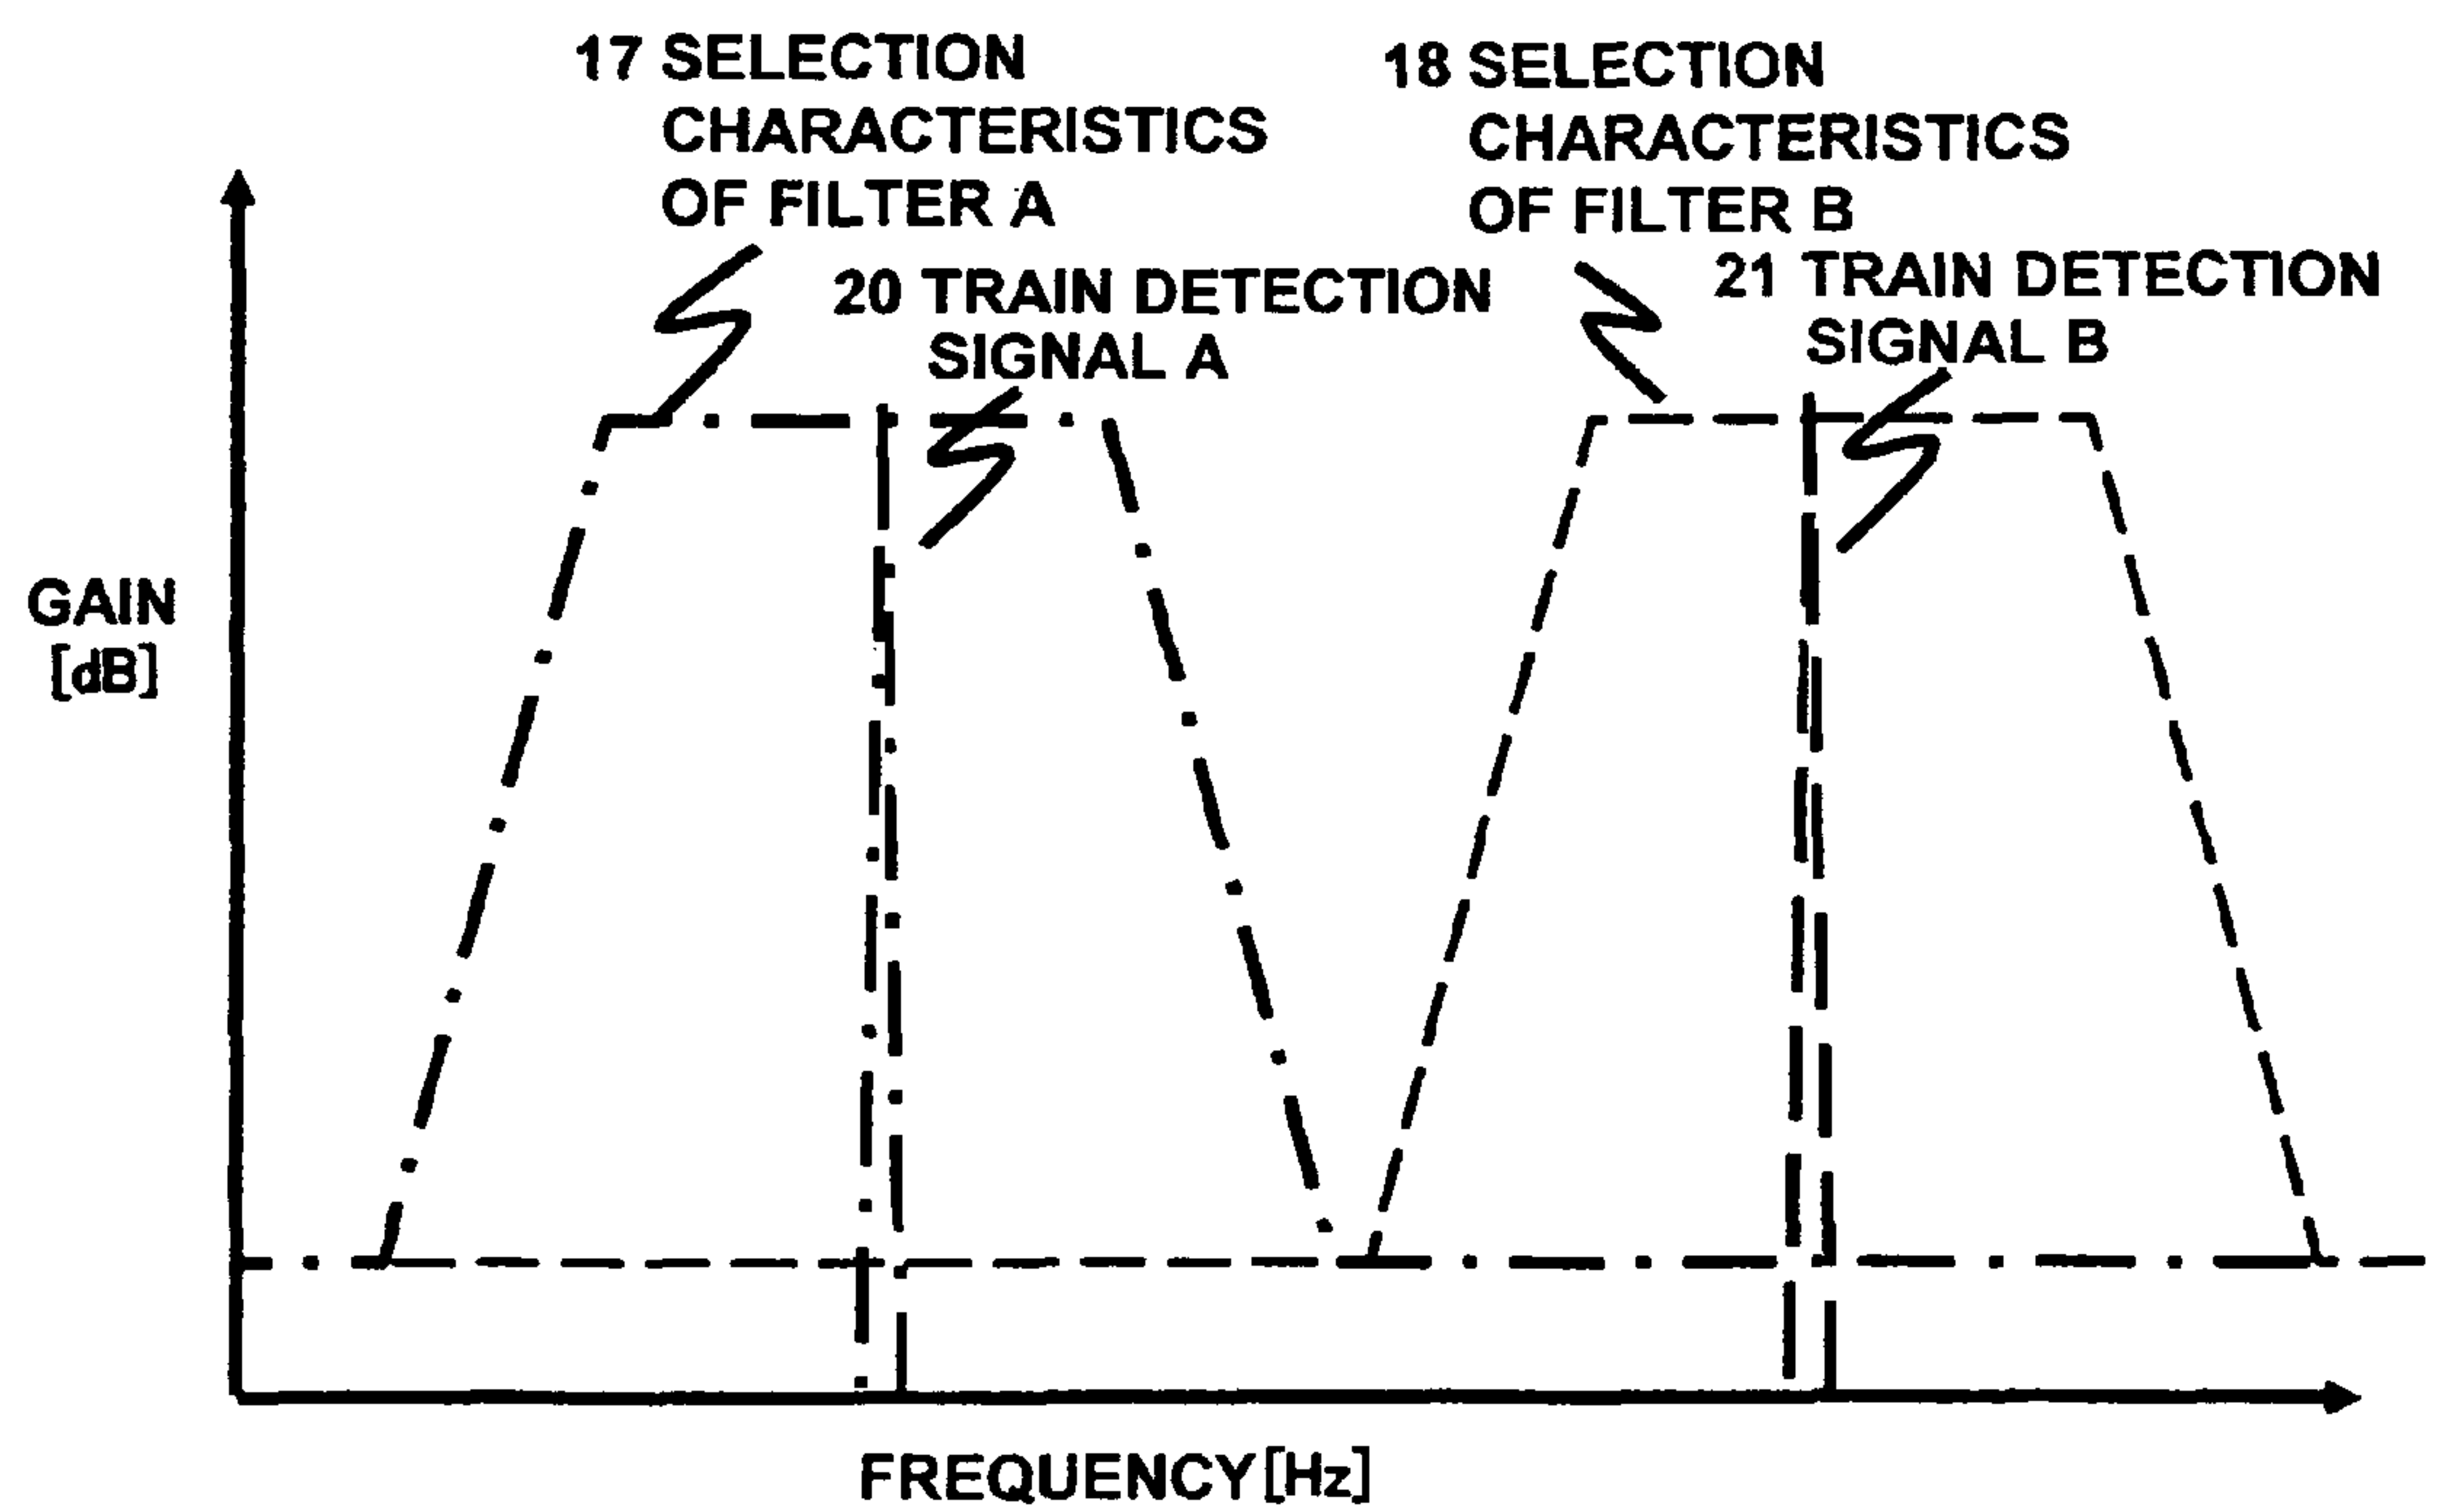 17 SELECTION
CHARACTERISTICS
OF FILTER A
18 SELECTION
CHARACTERISTICS
OF FILTER B
20 TRAIN DETECTION
SIGNAL A
21 TRAIN DETECTION
SIGNAL B
GAIN
[dB]
FREQUENCY[Hz]